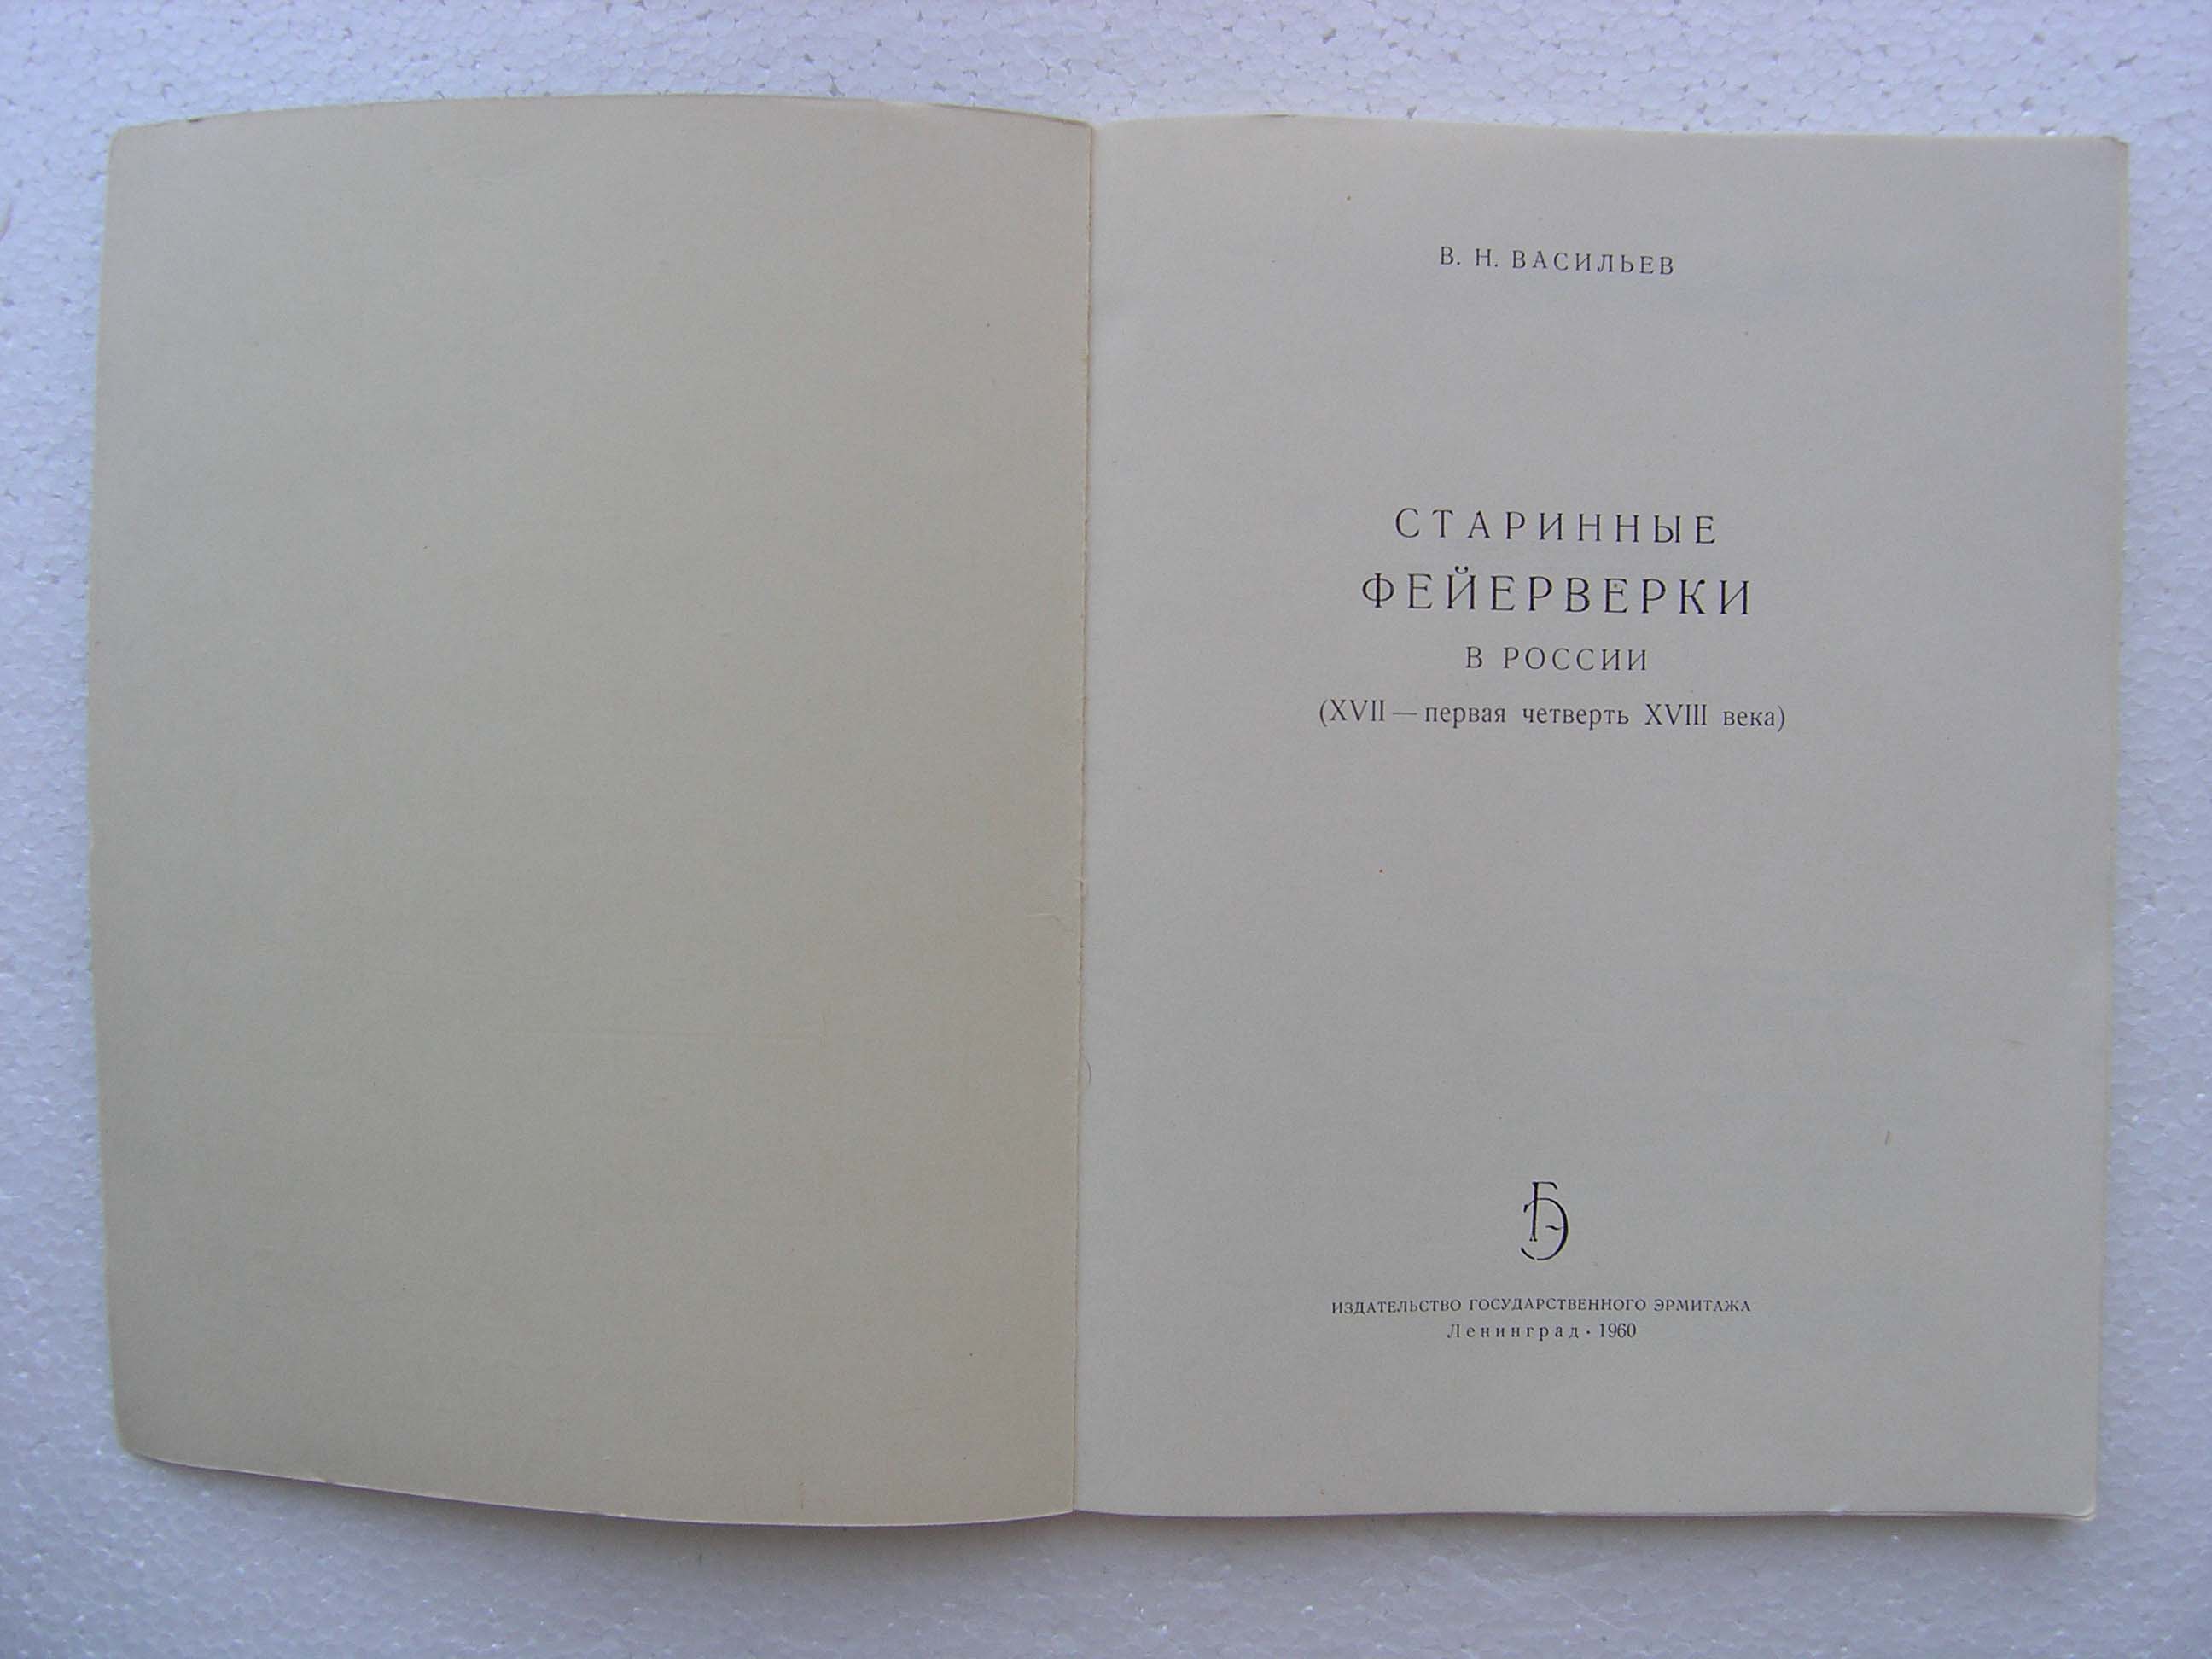 В. Н. ВАСИЛЬЕВ
СТАРИННЫЕ
ФЕЙЕРВЕРКИ
В РОССИИ
(XVII — первая четверть XVIII века)
ИЗДАТЕЛЬСТВО ГОСУДАРСТВЕННОГО ЭРМИТАЖА
Ленинград · 1960